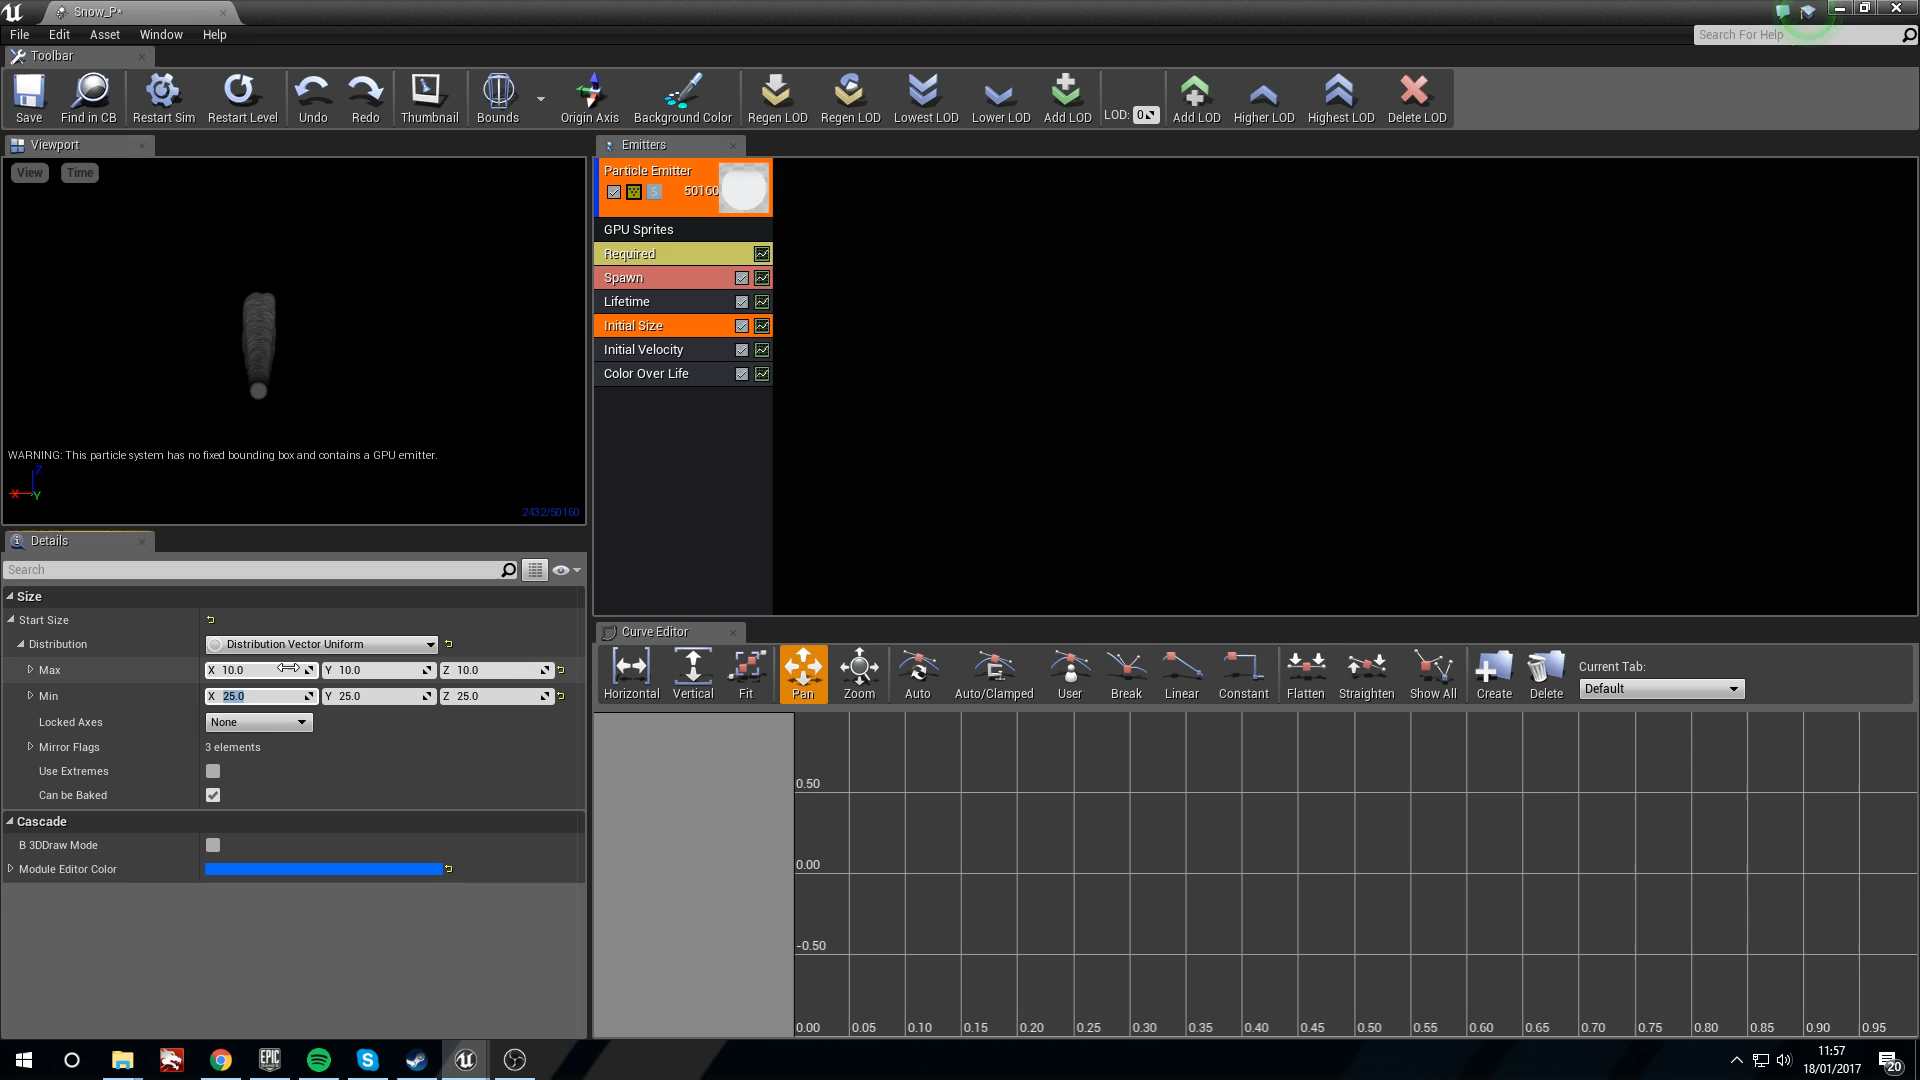 Snow_P*
File Edit Asset Window Help
Search For Help
Toolbar
Save Find in CB Restart Sim Restart Level Undo Redo Thumbnail Bounds Origin Axis Background Color Regen LOD Regen LOD Lowest LOD Lower LOD Add LOD LOD: 0 Add LOD Higher LOD Highest LOD Delete LOD
Viewport
View Time
WARNING: This particle system has no fixed bounding box and contains a GPU emitter.
Z
X Y
2432/50160
Emitters
Particle Emitter
S 50160
GPU Sprites
Required
Spawn
Lifetime
Initial Size
Initial Velocity
Color Over Life
Details
Search
Size
Start Size
Distribution Distribution Vector Uniform
Max X 10.0 Y 10.0 Z 10.0
Min X 25.0 Y 25.0 Z 25.0
Locked Axes None
Mirror Flags 3 elements
Use Extremes
Can be Baked
Cascade
B 3DDraw Mode
Module Editor Color
Curve Editor
Horizontal Vertical Fit Pan Zoom Auto Auto/Clamped User Break Linear Constant Flatten Straighten Show All Create Delete
Current Tab:
Default
0.50
0.00
-0.50
0.00 0.05 0.10 0.15 0.20 0.25 0.30 0.35 0.40 0.45 0.50 0.55 0.60 0.65 0.70 0.75 0.80 0.85 0.90 0.95
EPIC GAMES
11:57
18/01/2017
20